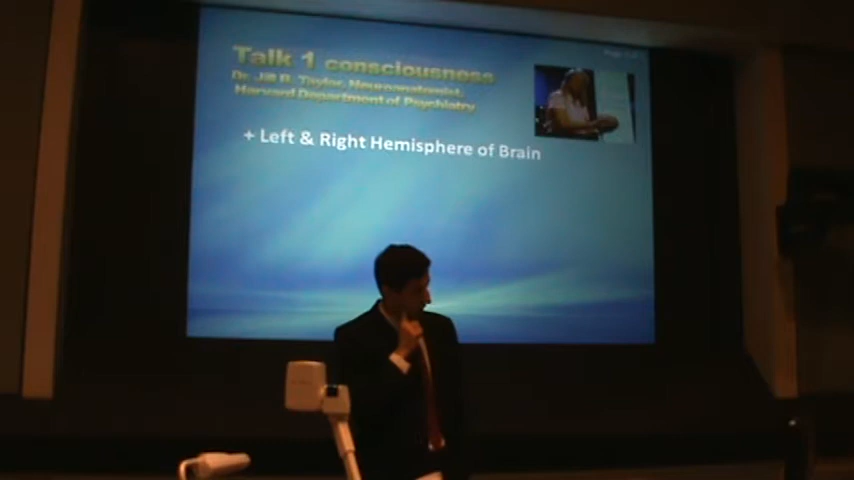 Talk 1 consciousness
Dr. Jill B. Taylor, Neuroanatomist,
Harvard Department of Psychiatry
+ Left & Right Hemisphere of Brain